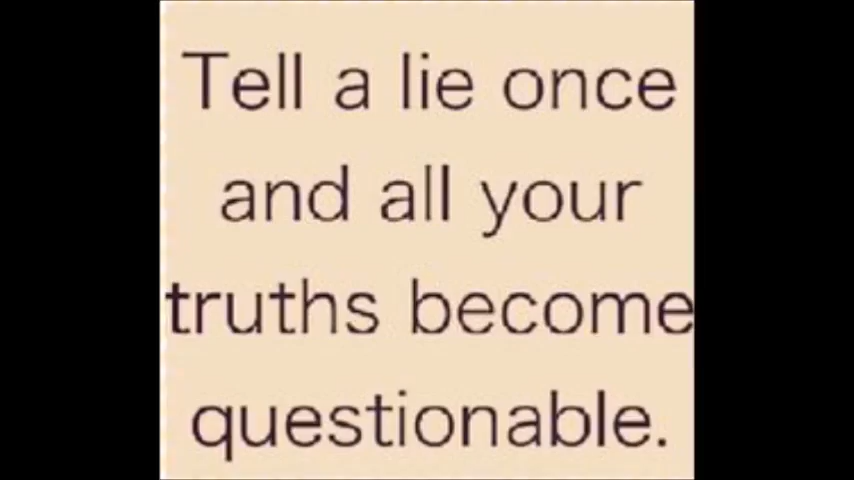 Tell a lie once
and all your
truths become
questionable.